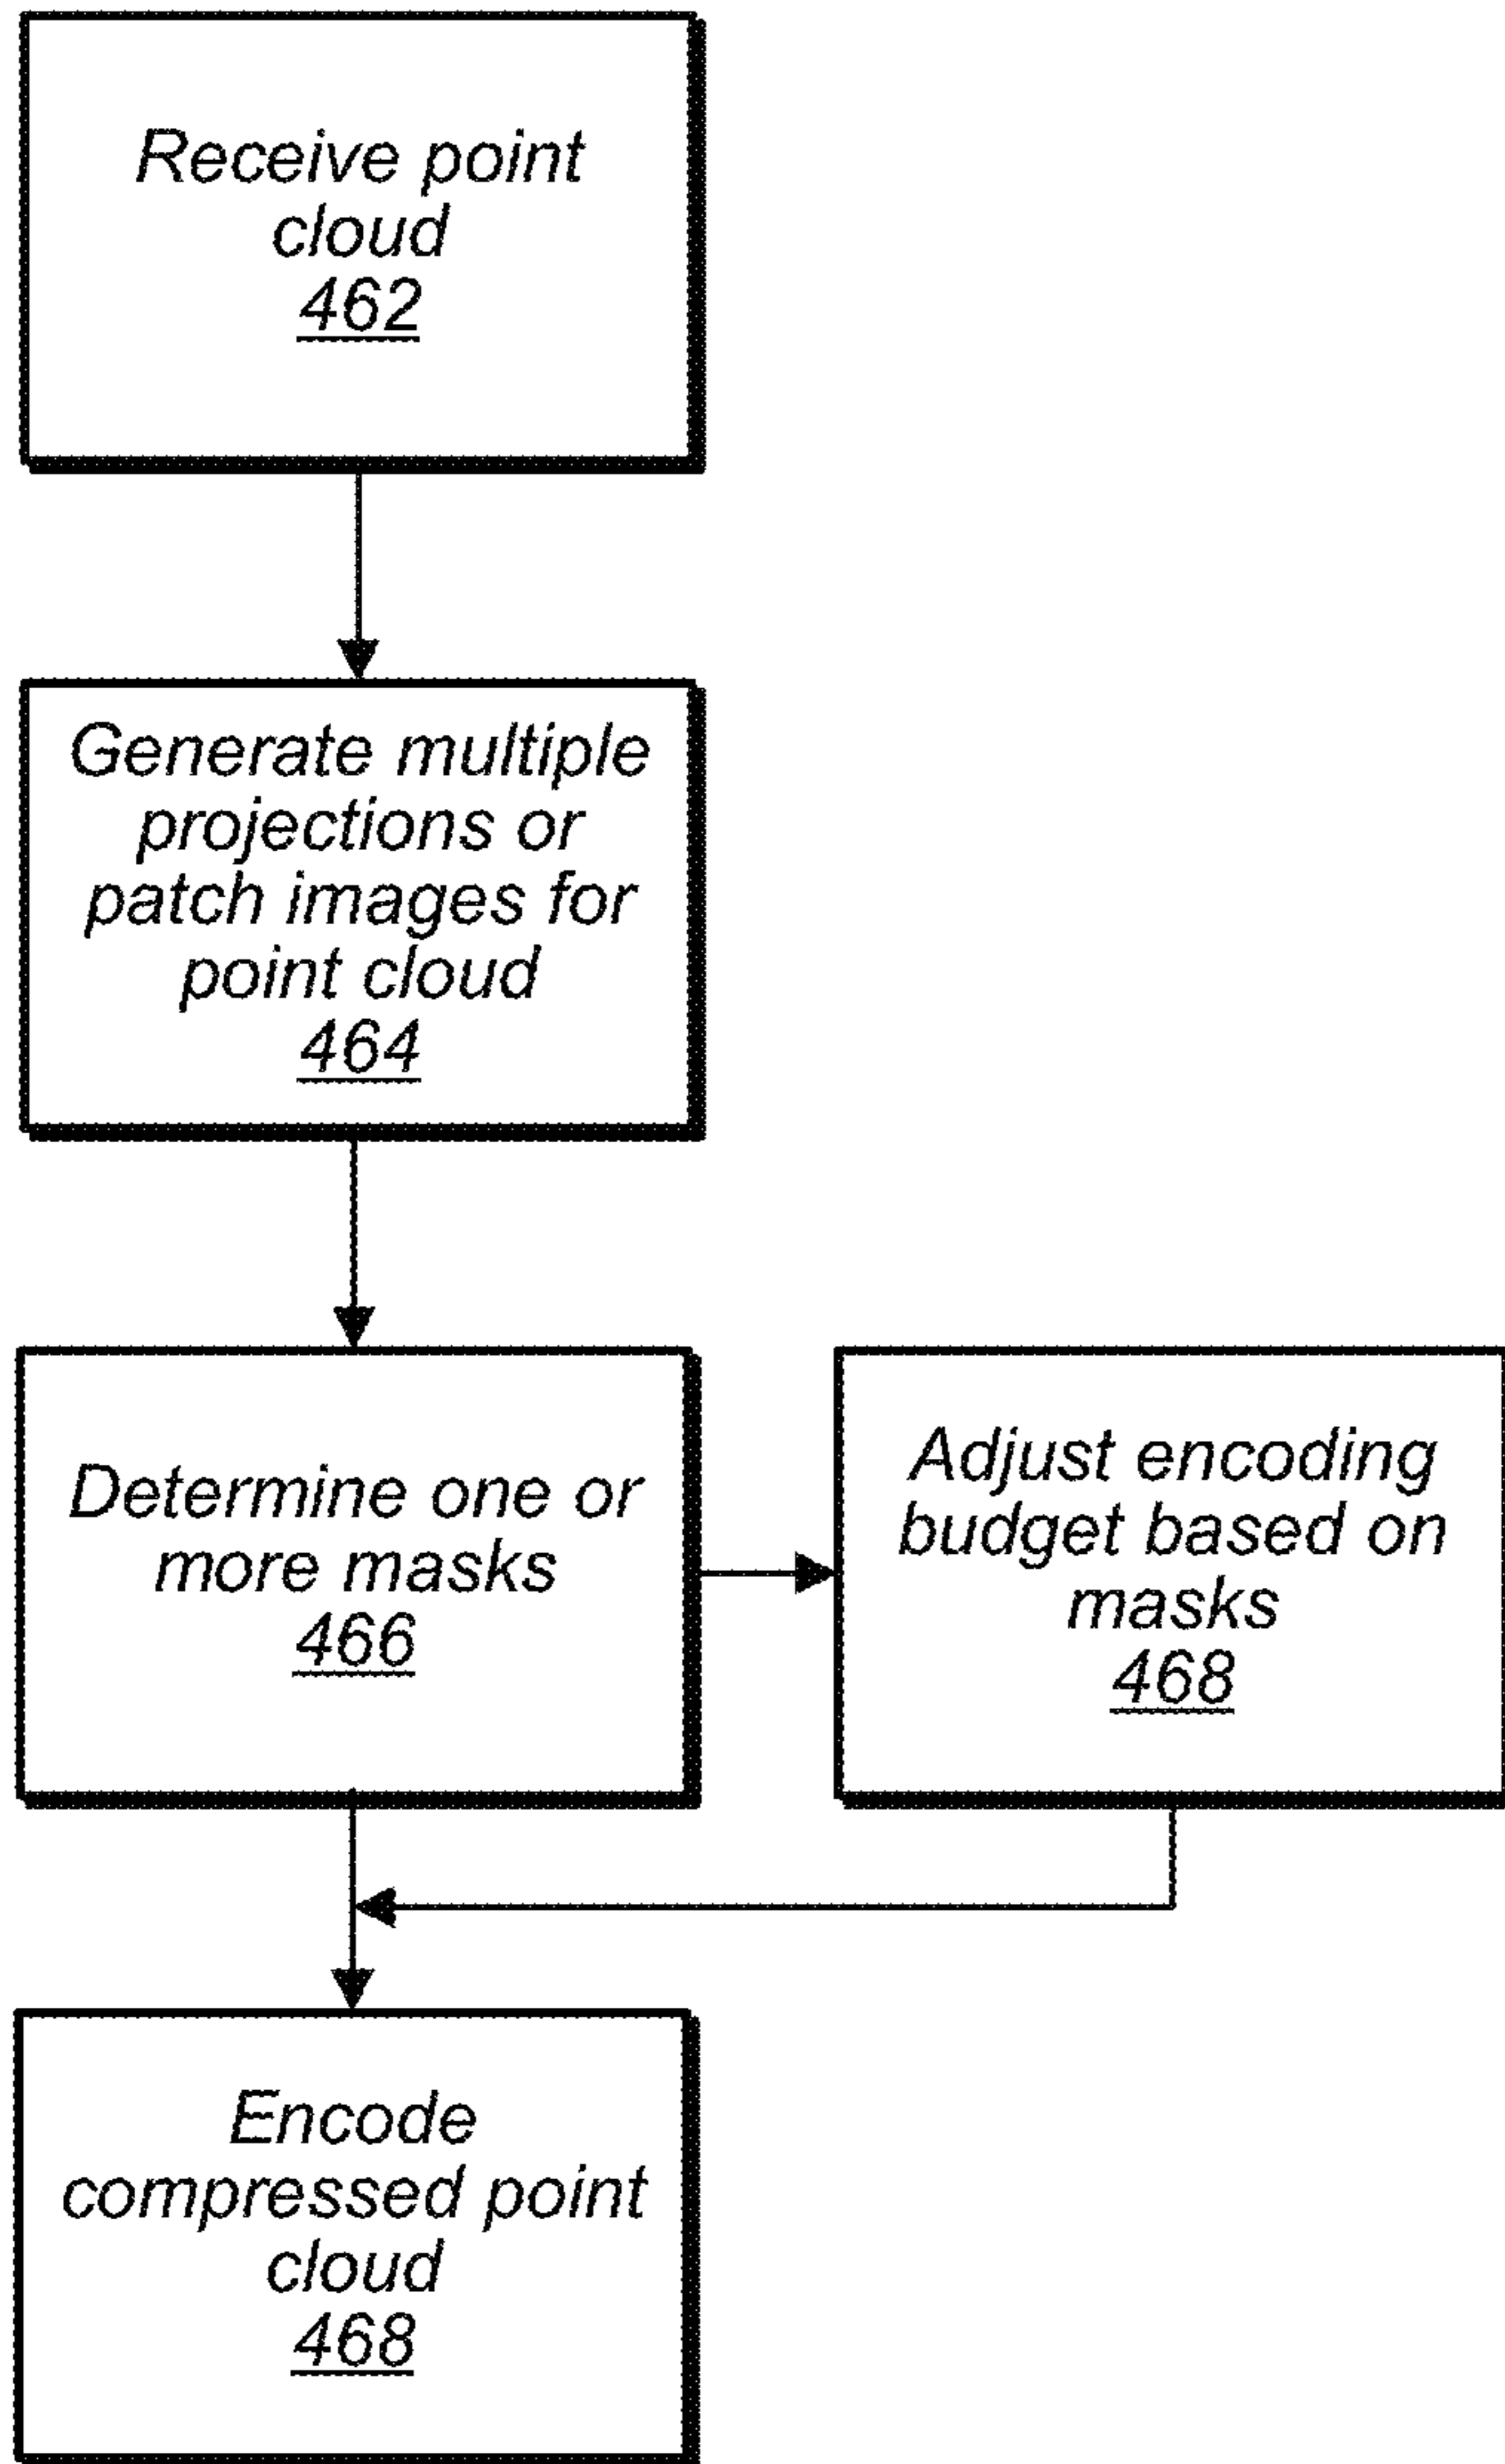 Receive point
cloud
462
Generate multiple
projections or
patch images for
point cloud
464
Determine one or
more masks
466
Adjust encoding
budget based on
masks
468
Encode
compressed point
cloud
468